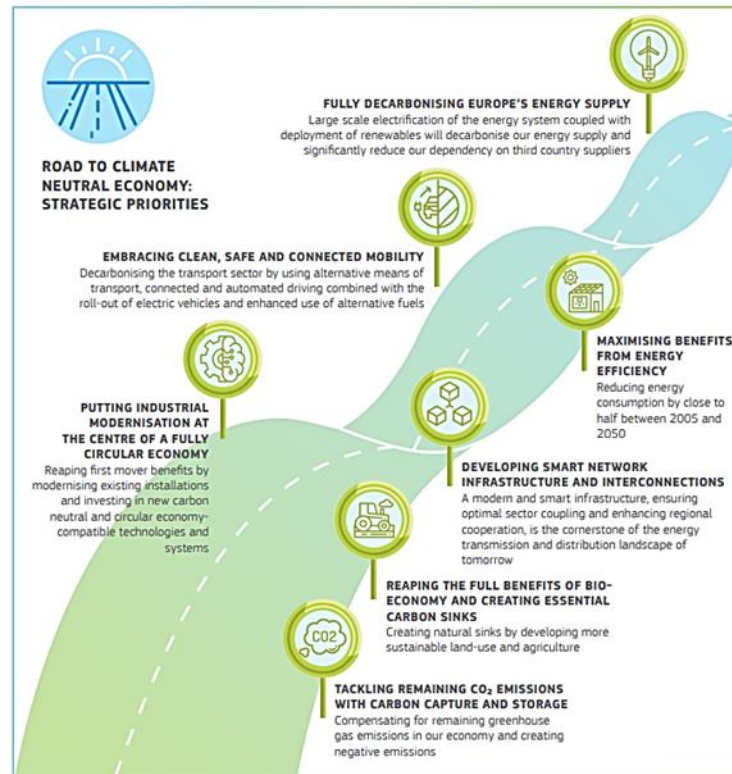 ROAD TO CLIMATE
NEUTRAL ECONOMY:
STRATEGIC PRIORITIES
FULLY DECARBONISING EUROPE'S ENERGY SUPPLY
Large scale electrification of the energy system coupled with
deployment of renewables will decarbonise our energy supply and
significantly reduce our dependency on third country suppliers
EMBRACING CLEAN, SAFE AND CONNECTED MOBILITY
Decarbonising the transport sector by using alternative means of
transport, connected and automated driving combined with the
roll-out of electric vehicles and enhanced use of alternative fuels
MAXIMISING BENEFITS
FROM ENERGY
EFFICIENCY
Reducing energy
consumption by close to
half between 2005 and
2050
PUTTING INDUSTRIAL
MODERNISATION AT
THE CENTRE OF A FULLY
CIRCULAR ECONOMY
Reaping first mover benefits by
modernising existing installations
and investing in new carbon
neutral and circular economy-
compatible technologies and
systems
DEVELOPING SMART NETWORK
INFRASTRUCTURE AND INTERCONNECTIONS
A modern and smart infrastructure, ensuring
optimal sector coupling and enhancing regional
cooperation, is the cornerstone of the energy
transmission and distribution landscape of
tomorrow
REAPING THE FULL BENEFITS OF BIO-
ECONOMY AND CREATING ESSENTIAL
CARBON SINKS
Creating natural sinks by developing more
sustainable land-use and agriculture
CO2
TACKLING REMAINING CO₂ EMISSIONS
WITH CARBON CAPTURE AND STORAGE
Compensating for remaining greenhouse
gas emissions in our economy and creating
negative emissions